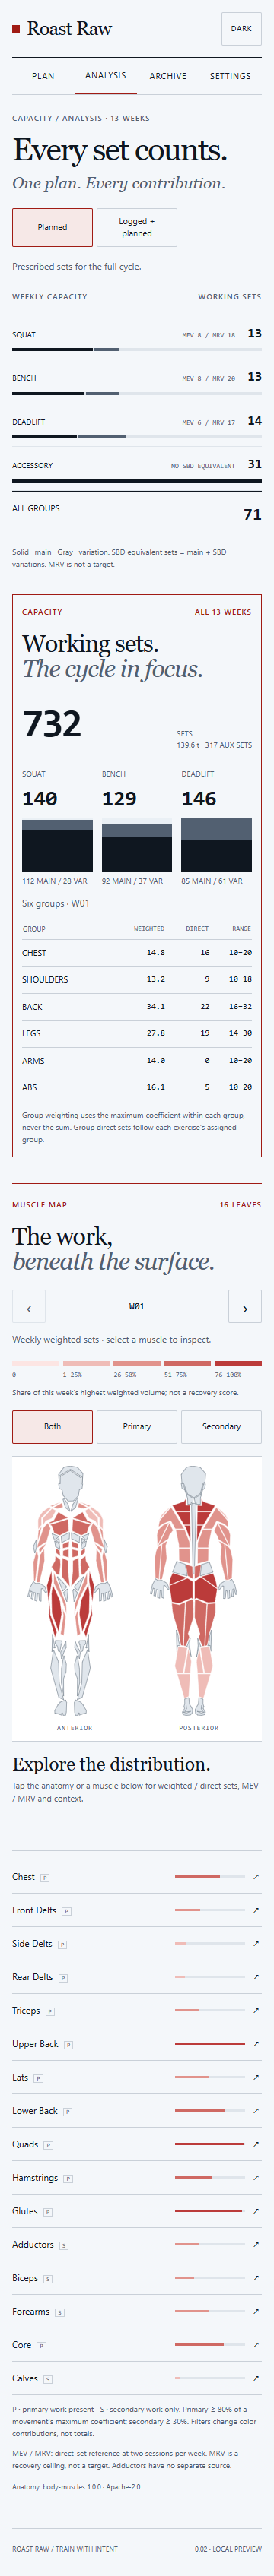 Roast Raw
DARK
PLAN
ANALYSIS
ARCHIVE
SETTINGS
CAPACITY / ANALYSIS · 13 WEEKS
Every set counts.
One plan. Every contribution.
Planned
Logged +
planned
Prescribed sets for the full cycle.
WEEKLY CAPACITY
WORKING SETS
SQUAT
MEV 8 / MRV 18
13
BENCH
MEV 8 / MRV 20
13
DEADLIFT
MEV 6 / MRV 17
14
ACCESSORY
NO SBD EQUIVALENT
31
ALL GROUPS
71
Solid · main Gray · variation. SBD equivalent sets = main + SBD
variations. MRV is not a target.
CAPACITY
ALL 13 WEEKS
Working sets.
The cycle in focus.
732
SETS
139.6 t · 317 AUX SETS
SQUAT
BENCH
DEADLIFT
140
129
146
112 MAIN / 28 VAR
92 MAIN / 37 VAR
85 MAIN / 61 VAR
Six groups · W01
GROUP
WEIGHTED
DIRECT
RANGE
CHEST
14.8
16
10–20
SHOULDERS
13.2
9
10–18
BACK
34.1
22
16–32
LEGS
27.8
19
14–30
ARMS
14.0
0
10–20
ABS
16.1
5
10–20
Group weighting uses the maximum coefficient within each group,
never the sum. Group direct sets follow each exercise's assigned
group.
MUSCLE MAP
16 LEAVES
The work,
beneath the surface.
‹
W01
›
Weekly weighted sets · select a muscle to inspect.
0
1–25%
26–50%
51–75%
76–100%
Share of this week's highest weighted volume; not a recovery score.
Both
Primary
Secondary
ANTERIOR
POSTERIOR
Explore the distribution.
Tap the anatomy or a muscle below for weighted / direct sets, MEV
/ MRV and context.
Chest P ↗
Front Delts P ↗
Side Delts P ↗
Rear Delts P ↗
Triceps P ↗
Upper Back P ↗
Lats P ↗
Lower Back P ↗
Quads P ↗
Hamstrings P ↗
Glutes P ↗
Adductors S ↗
Biceps S ↗
Forearms S ↗
Core P ↗
Calves S ↗
P · primary work present S · secondary work only. Primary ≥ 80% of a
movement's maximum coefficient; secondary ≥ 30%. Filters change color
contributions, not totals.
MEV / MRV: direct-set reference at two sessions per week. MRV is a
recovery ceiling, not a target. Adductors have no separate source.
Anatomy: body-muscles 1.0.0 · Apache-2.0
ROAST RAW / TRAIN WITH INTENT
0.02 · LOCAL PREVIEW